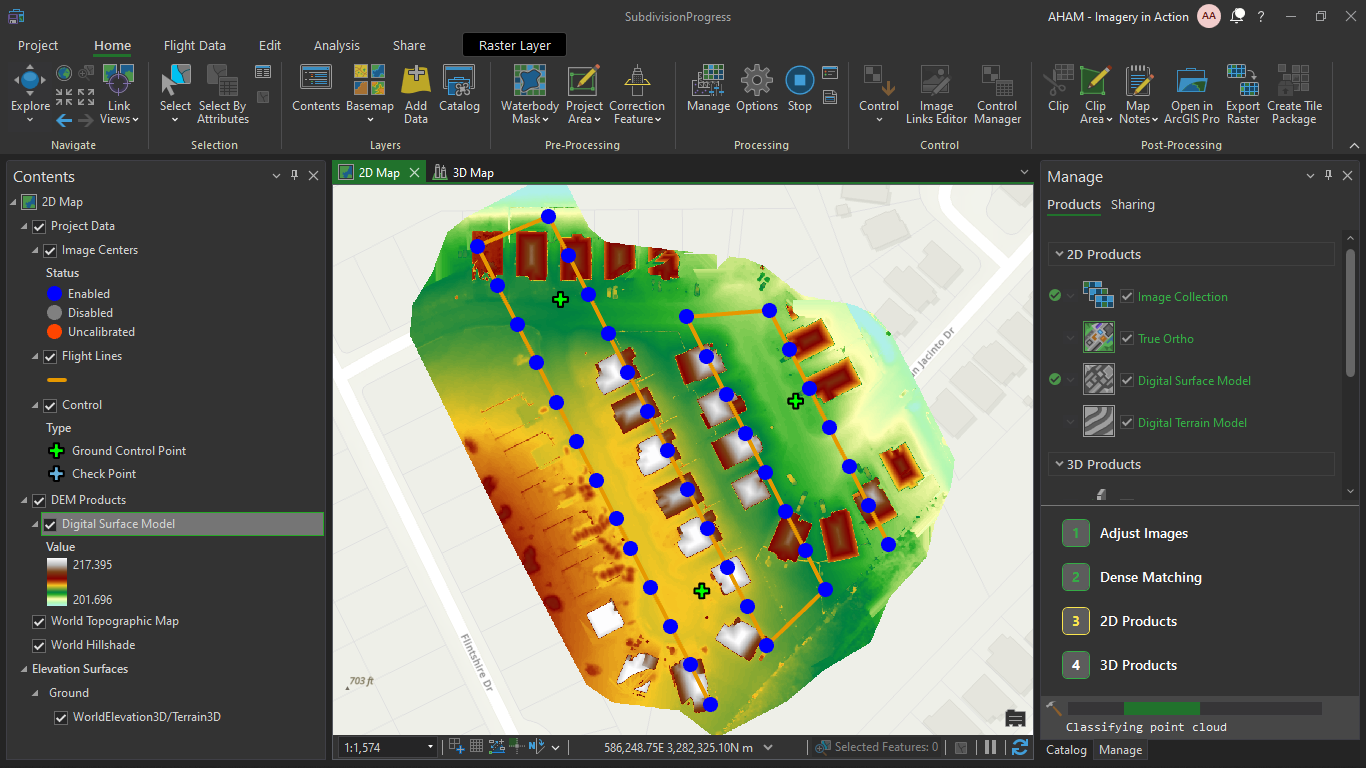 SubdivisionProgress
AHAM - Imagery in Action
AA
?
Project
Home
Flight Data
Edit
Analysis
Share
Raster Layer
Explore
Link Views
Navigate
Select
Select By Attributes
Selection
Contents
Basemap
Add Data
Catalog
Layers
Waterbody Mask
Project Area
Correction Feature
Pre-Processing
Manage
Options
Stop
Processing
Control
Image Links Editor
Control Manager
Control
Clip
Clip Area
Map Notes
Open in ArcGIS Pro
Export Raster
Create Tile Package
Post-Processing
Contents
2D Map
Project Data
Image Centers
Status
Enabled
Disabled
Uncalibrated
Flight Lines
Control
Type
Ground Control Point
Check Point
DEM Products
Digital Surface Model
Value
217.395
201.696
World Topographic Map
World Hillshade
Elevation Surfaces
Ground
WorldElevation3D/Terrain3D
2D Map
3D Map
n Jacinto Dr
Flintshire Dr
703 ft
1:1,574
N
586,248.75E 3,282,325.10N m
Selected Features: 0
Manage
Products
Sharing
2D Products
Image Collection
True Ortho
Digital Surface Model
Digital Terrain Model
3D Products
1 Adjust Images
2 Dense Matching
3 2D Products
4 3D Products
Classifying point cloud
Catalog
Manage